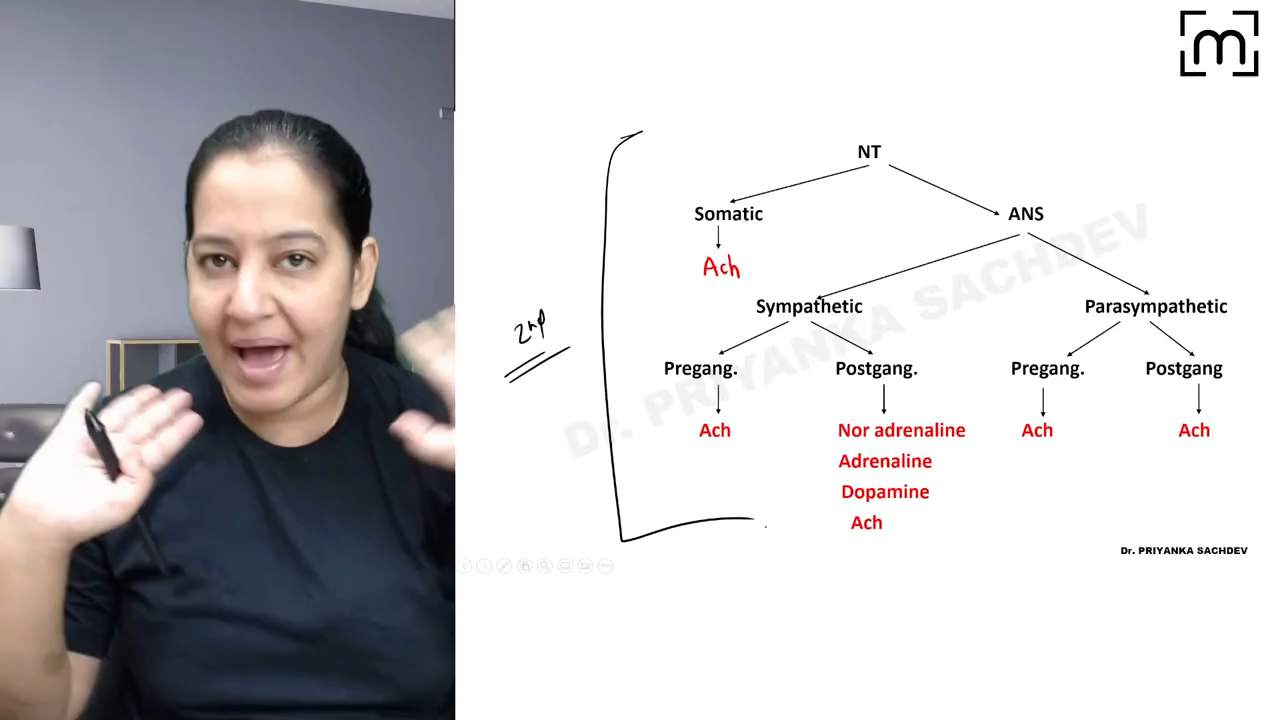 m
NT
Somatic
ANS
Ach
Sympathetic
Parasympathetic
Pregang.
Postgang.
Pregang.
Postgang
Ach
Nor adrenaline
Ach
Ach
Adrenaline
Dopamine
Ach
Dr. PRIYANKA SACHDEV
Dr. PRIYANKA SACHDEV